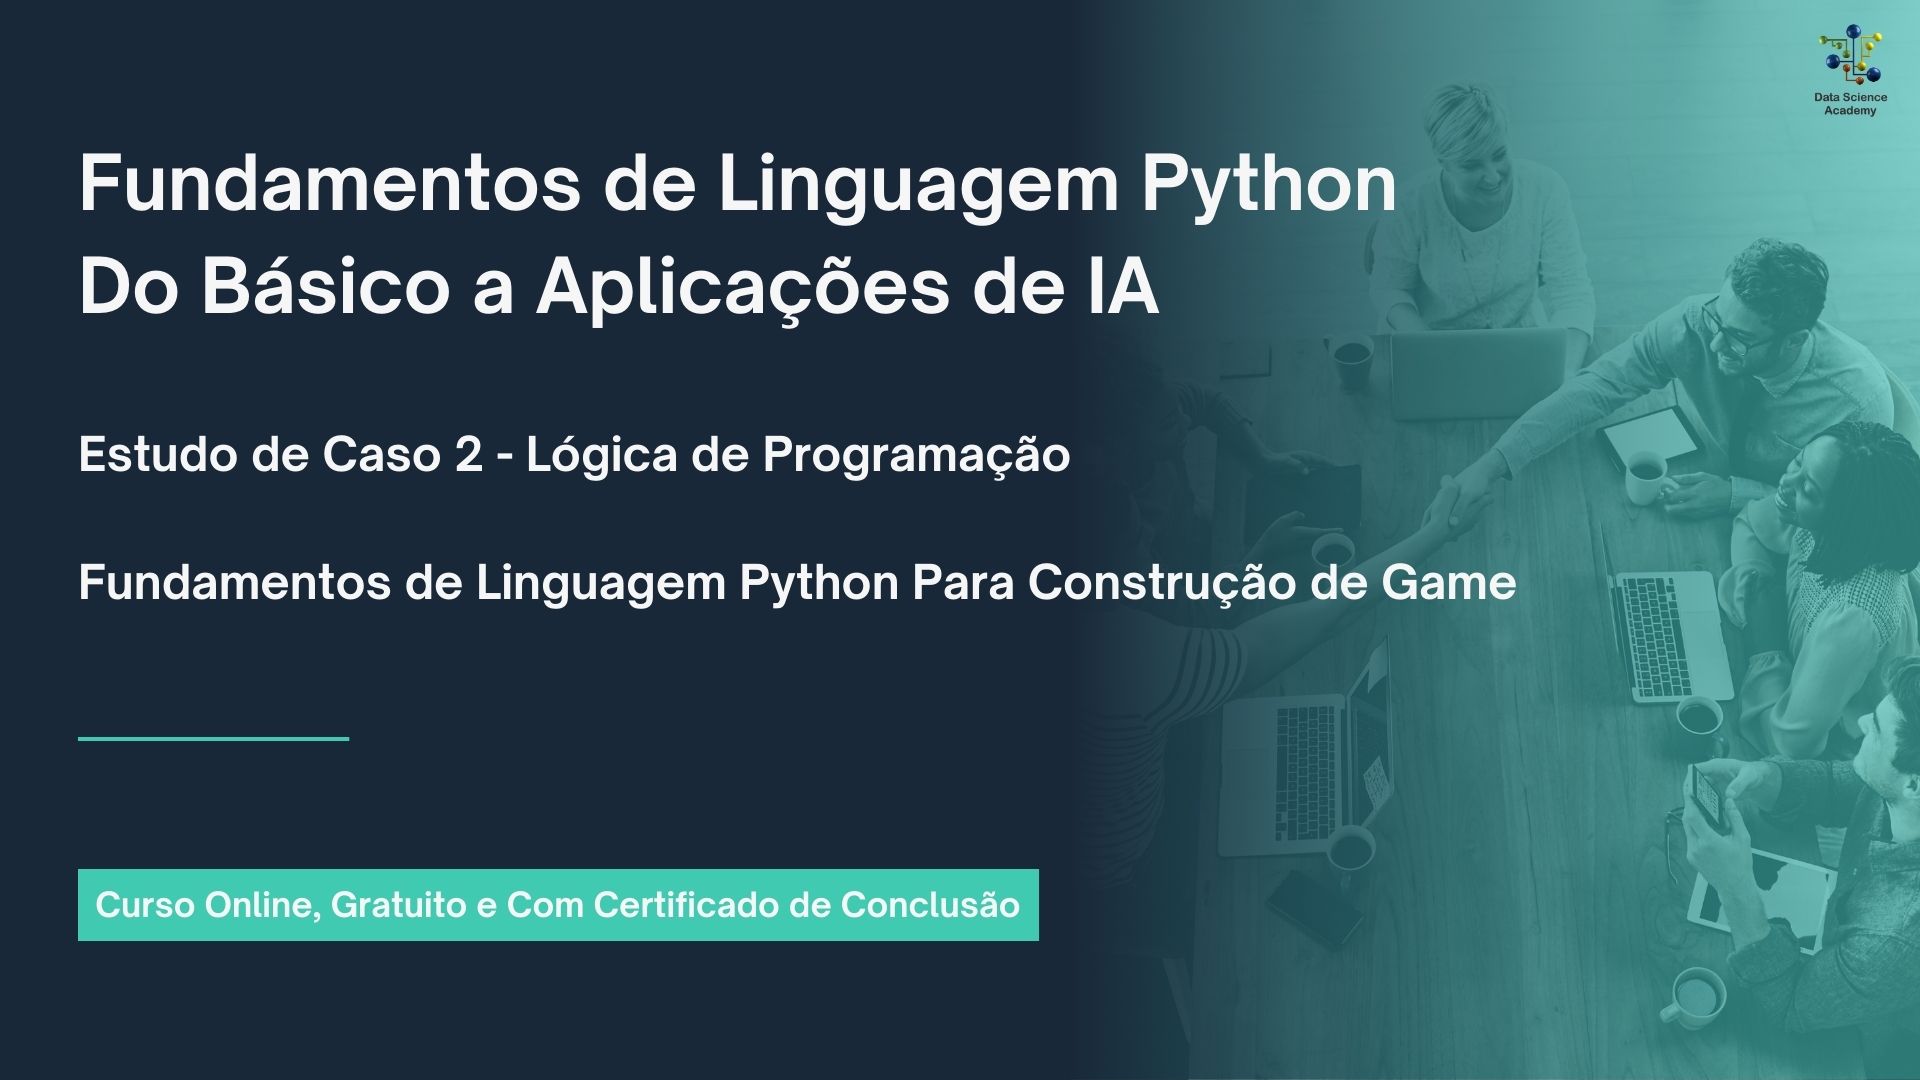 Data Science
Academy
Fundamentos de Linguagem Python
Do Básico a Aplicações de IA
Estudo de Caso 2 - Lógica de Programação
Fundamentos de Linguagem Python Para Construção de Game
Curso Online, Gratuito e Com Certificado de Conclusão